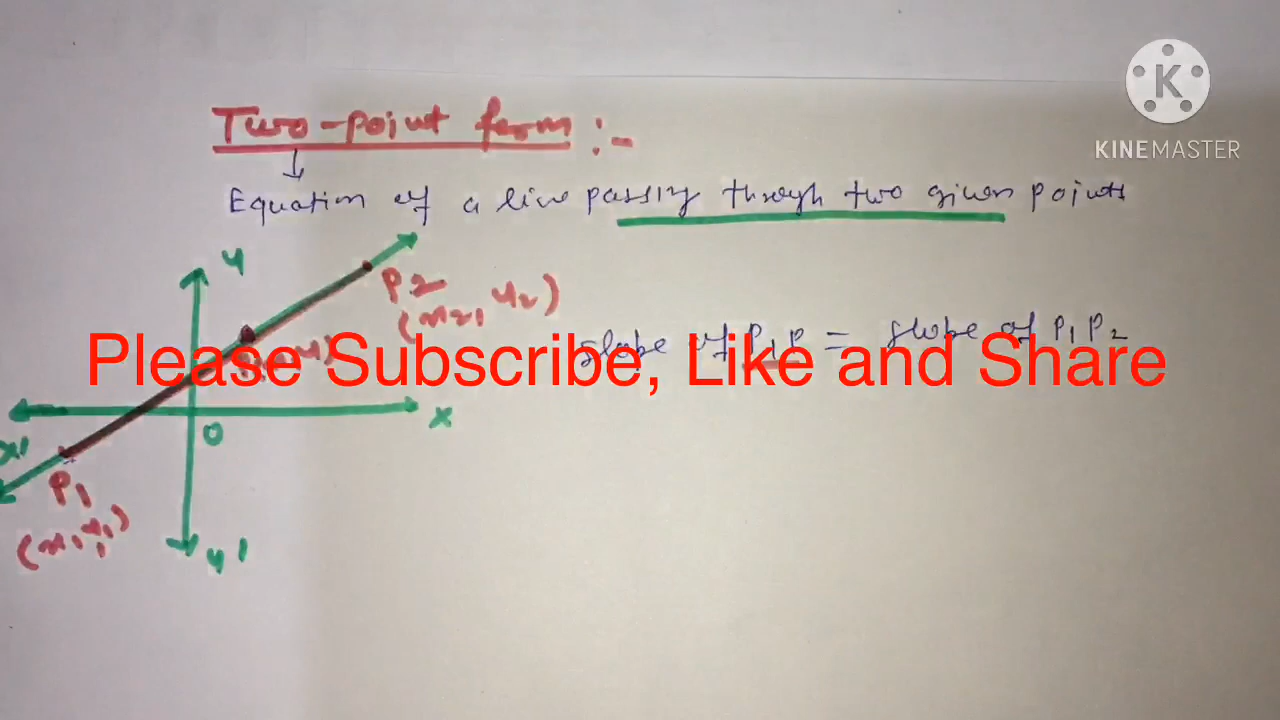 KINEMASTER
Two-point form :-
Equation of a line passing through two given points
y
P2
(x2, y2)
slope of P1P = slope of P1P2
Please Subscribe, Like and Share
x
O
x'
P1
(x1, y1)
y'